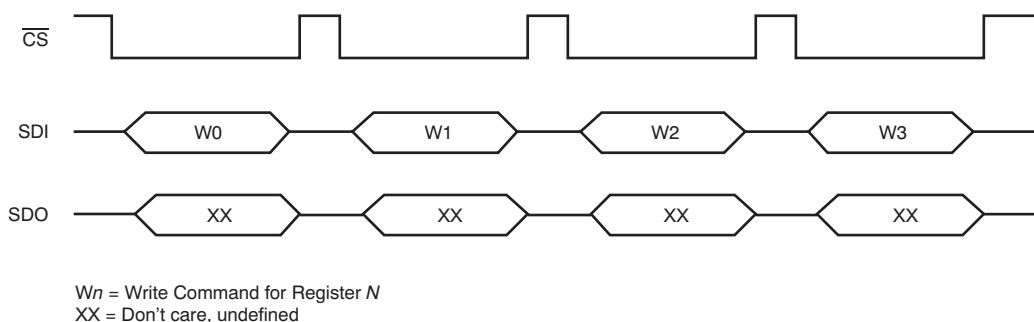 CS
SDI W0 W1 W2 W3
SDO XX XX XX XX
Wn = Write Command for Register N
XX = Don't care, undefined